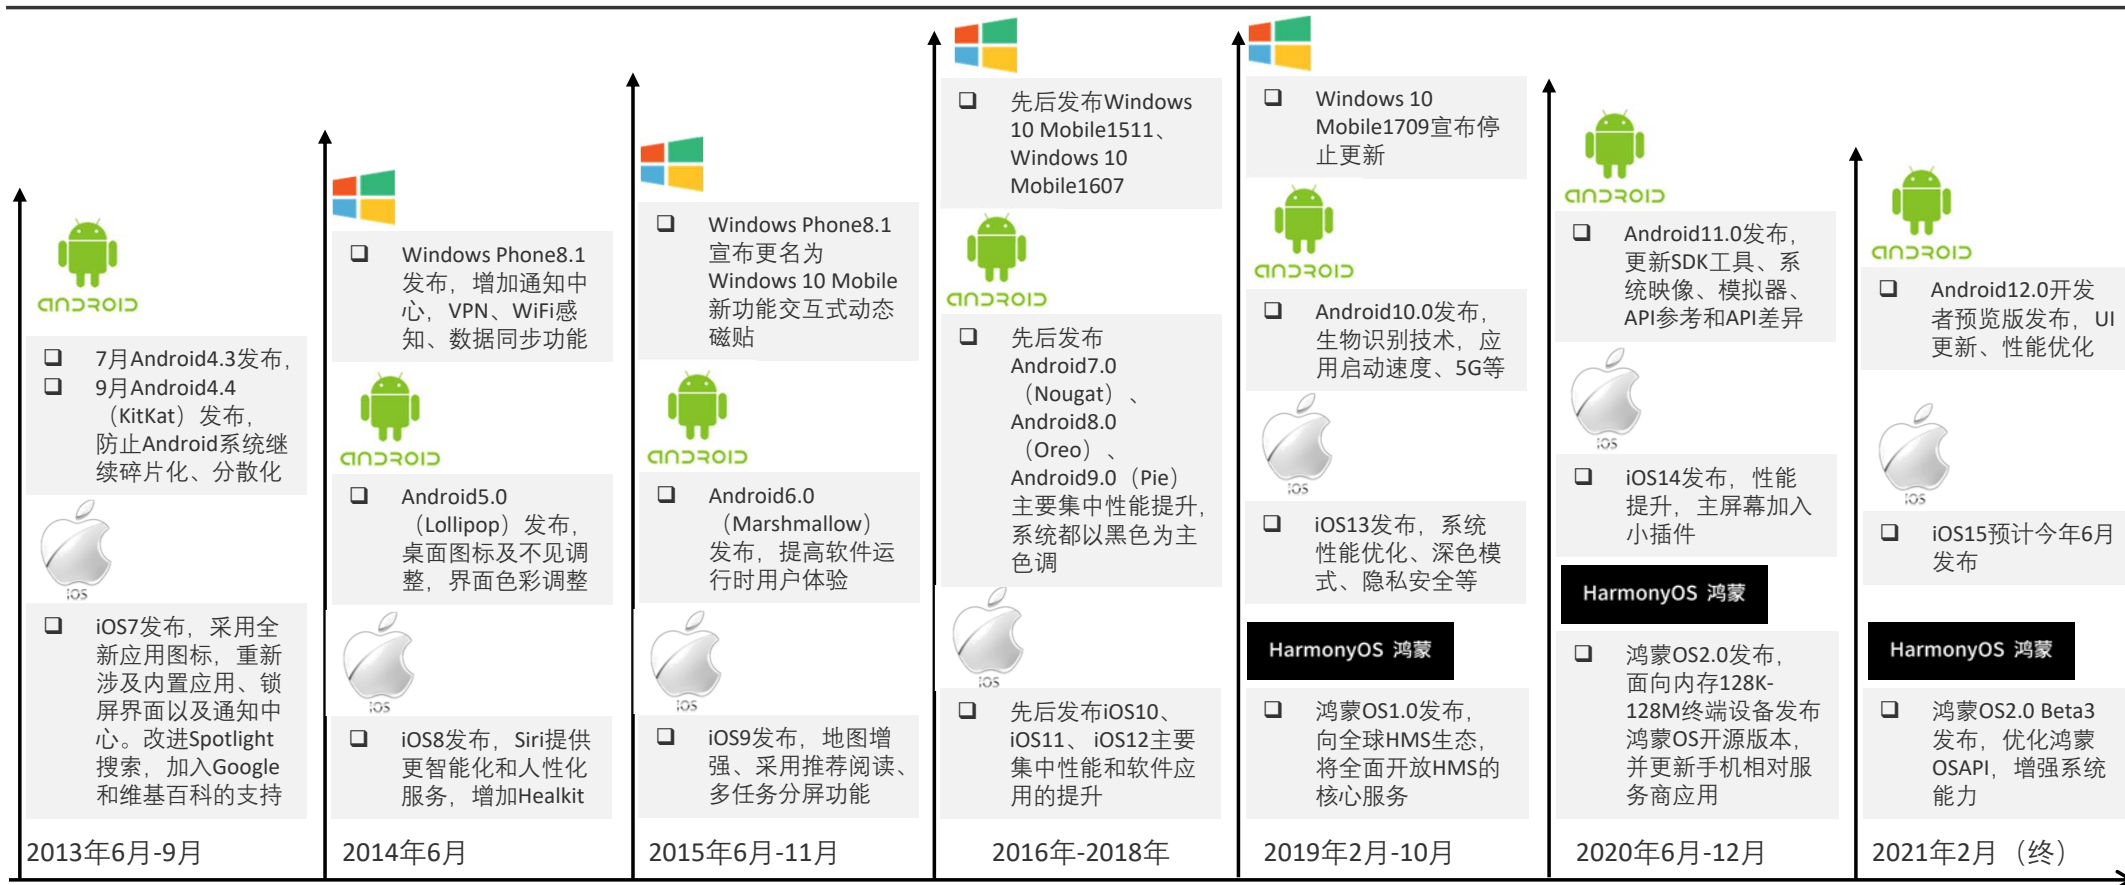 ANDROID
7月Android4.3发布，
9月Android4.4
（KitKat）发布，
防止Android系统继
续碎片化、分散化
iOS
iOS7发布，采用全
新应用图标，重新
涉及内置应用、锁
屏界面以及通知中
心。改进Spotlight
搜索，加入Google
和维基百科的支持
2013年6月-9月
Windows Phone8.1
发布，增加通知中
心，VPN、WiFi感
知、数据同步功能
ANDROID
Android5.0
（Lollipop）发布，
桌面图标及不见调
整，界面色彩调整
iOS
iOS8发布，Siri提供
更智能化和人性化
服务，增加Healkit
2014年6月
Windows Phone8.1
宣布更名为
Windows 10 Mobile
新功能交互式动态
磁贴
ANDROID
Android6.0
（Marshmallow）
发布，提高软件运
行时用户体验
iOS
iOS9发布，地图增
强、采用推荐阅读、
多任务分屏功能
2015年6月-11月
先后发布Windows
10 Mobile1511、
Windows 10
Mobile1607
ANDROID
先后发布
Android7.0
（Nougat）、
Android8.0
（Oreo）、
Android9.0（Pie）
主要集中性能提升，
系统都以黑色为主
色调
iOS
先后发布iOS10、
iOS11、 iOS12主要
集中性能和软件应
用的提升
2016年-2018年
Windows 10
Mobile1709宣布停
止更新
ANDROID
Android10.0发布，
生物识别技术，应
用启动速度、5G等
iOS
iOS13发布，系统
性能优化、深色模
式、隐私安全等
HarmonyOS 鸿蒙
鸿蒙OS1.0发布，
向全球HMS生态，
将全面开放HMS的
核心服务
2019年2月-10月
ANDROID
Android11.0发布，
更新SDK工具、系
统映像、模拟器、
API参考和API差异
iOS
iOS14发布，性能
提升，主屏幕加入
小插件
HarmonyOS 鸿蒙
鸿蒙OS2.0发布，
面向内存128K-
128M终端设备发布
鸿蒙OS开源版本，
并更新手机相对服
务商应用
2020年6月-12月
ANDROID
Android12.0开发
者预览版发布，UI
更新、性能优化
iOS
iOS15预计今年6月
发布
HarmonyOS 鸿蒙
鸿蒙OS2.0 Beta3
发布，优化鸿蒙
OSAPI，增强系统
能力
2021年2月（终）